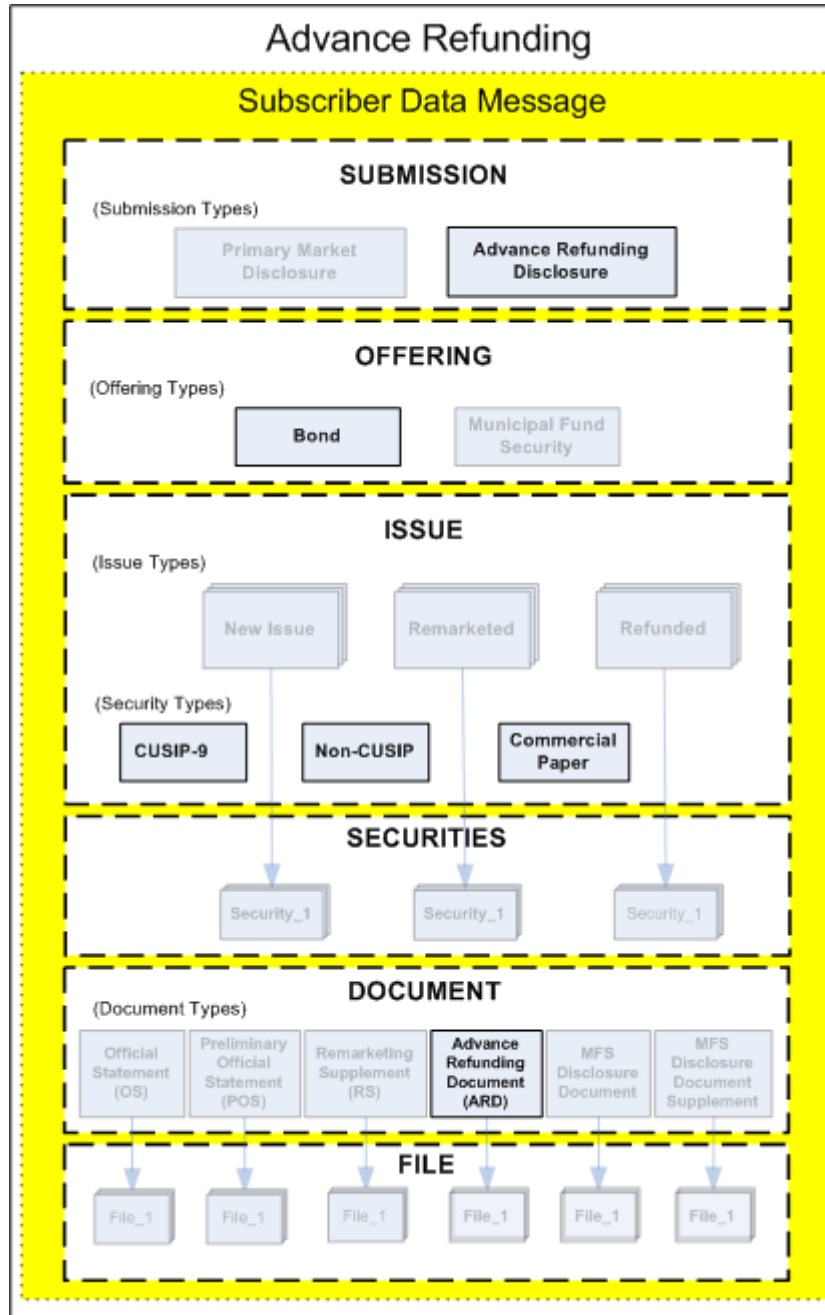 Advance Refunding
Subscriber Data Message
SUBMISSION
(Submission Types)
Primary Market
Disclosure
Advance Refunding
Disclosure
OFFERING
(Offering Types)
Bond
Municipal Fund
Security
ISSUE
(Issue Types)
New Issue
Remarketed
Refunded
(Security Types)
CUSIP-9
Non-CUSIP
Commercial
Paper
SECURITIES
Security_1
Security_1
Security_1
DOCUMENT
(Document Types)
Official
Statement
(OS)
Preliminary
Official
Statement
(POS)
Remarketing
Supplement
(RS)
Advance
Refunding
Document
(ARD)
MFS
Disclosure
Document
MFS
Disclosure
Document
Supplement
FILE
File_1
File_1
File_1
File_1
File_1
File_1